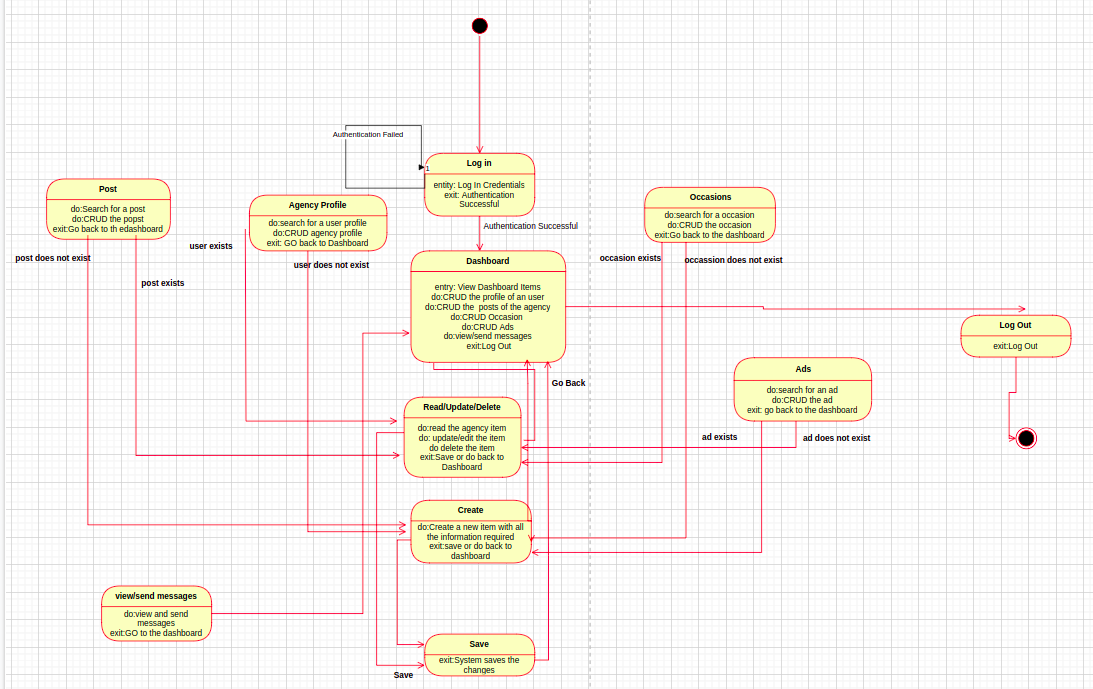 Authentication Failed
1
Log in
entity: Log In Credentials
exit: Authentication
Successful
Post
do:Search for a post
do:CRUD the popst
exit:Go back to th edashboard
Agency Profile
do:search for a user profile
do:CRUD agency profile
exit: GO back to Dashboard
Occasions
do:search for a occasion
do:CRUD the occasion
exit:Go back to the dashboard
Authentication Successful
user exists
post does not exist
user does not exist
occasion exists
occassion does not exist
post exists
Dashboard
entry: View Dashboard Items
do:CRUD the profile of an user
do:CRUD the  posts of the agency
do:CRUD Occasion
do:CRUD Ads
do:view/send messages
exit:Log Out
Log Out
exit:Log Out
Go Back
Ads
do:search for an ad
do:CRUD the ad
exit: go back to the dashboard
ad exists
ad does not exist
Read/Update/Delete
do:read the agency item
do: update/edit the item
do delete the item
exit:Save or do back to
Dashboard
Create
do:Create a new item with all
the information required
exit:save or do back to
dashboard
view/send messages
do:view and send
messages
exit:GO to the dashboard
Save
exit:System saves the
changes
Save